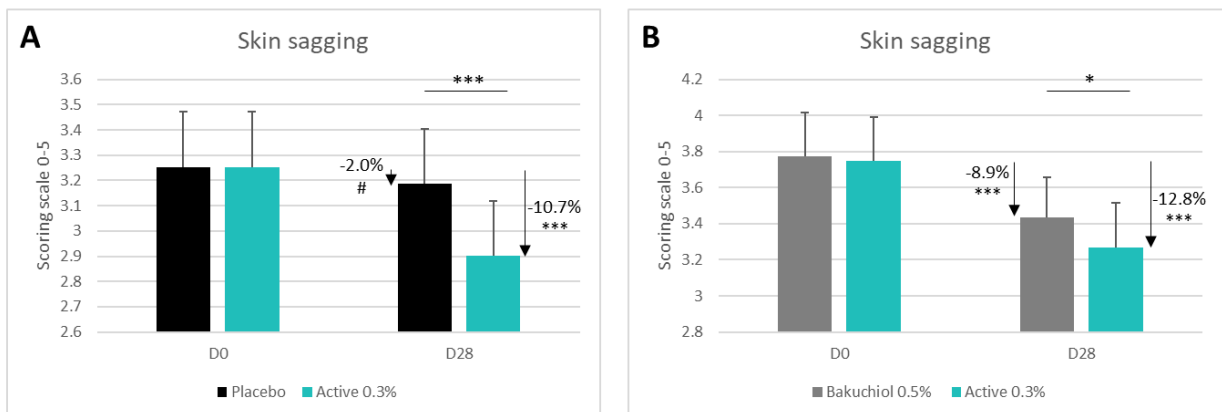 A
Skin sagging
Scoring scale 0-5
3.6
3.5
3.4
3.3
3.2
3.1
3
2.9
2.8
2.7
2.6
***
-2.0%
#
-10.7%
***
D0
D28
Placebo
Active 0.3%
B
Skin sagging
Scoring scale 0-5
4.2
4
3.8
3.6
3.4
3.2
3
2.8
*
-8.9%
***
-12.8%
***
D0
D28
Bakuchiol 0.5%
Active 0.3%